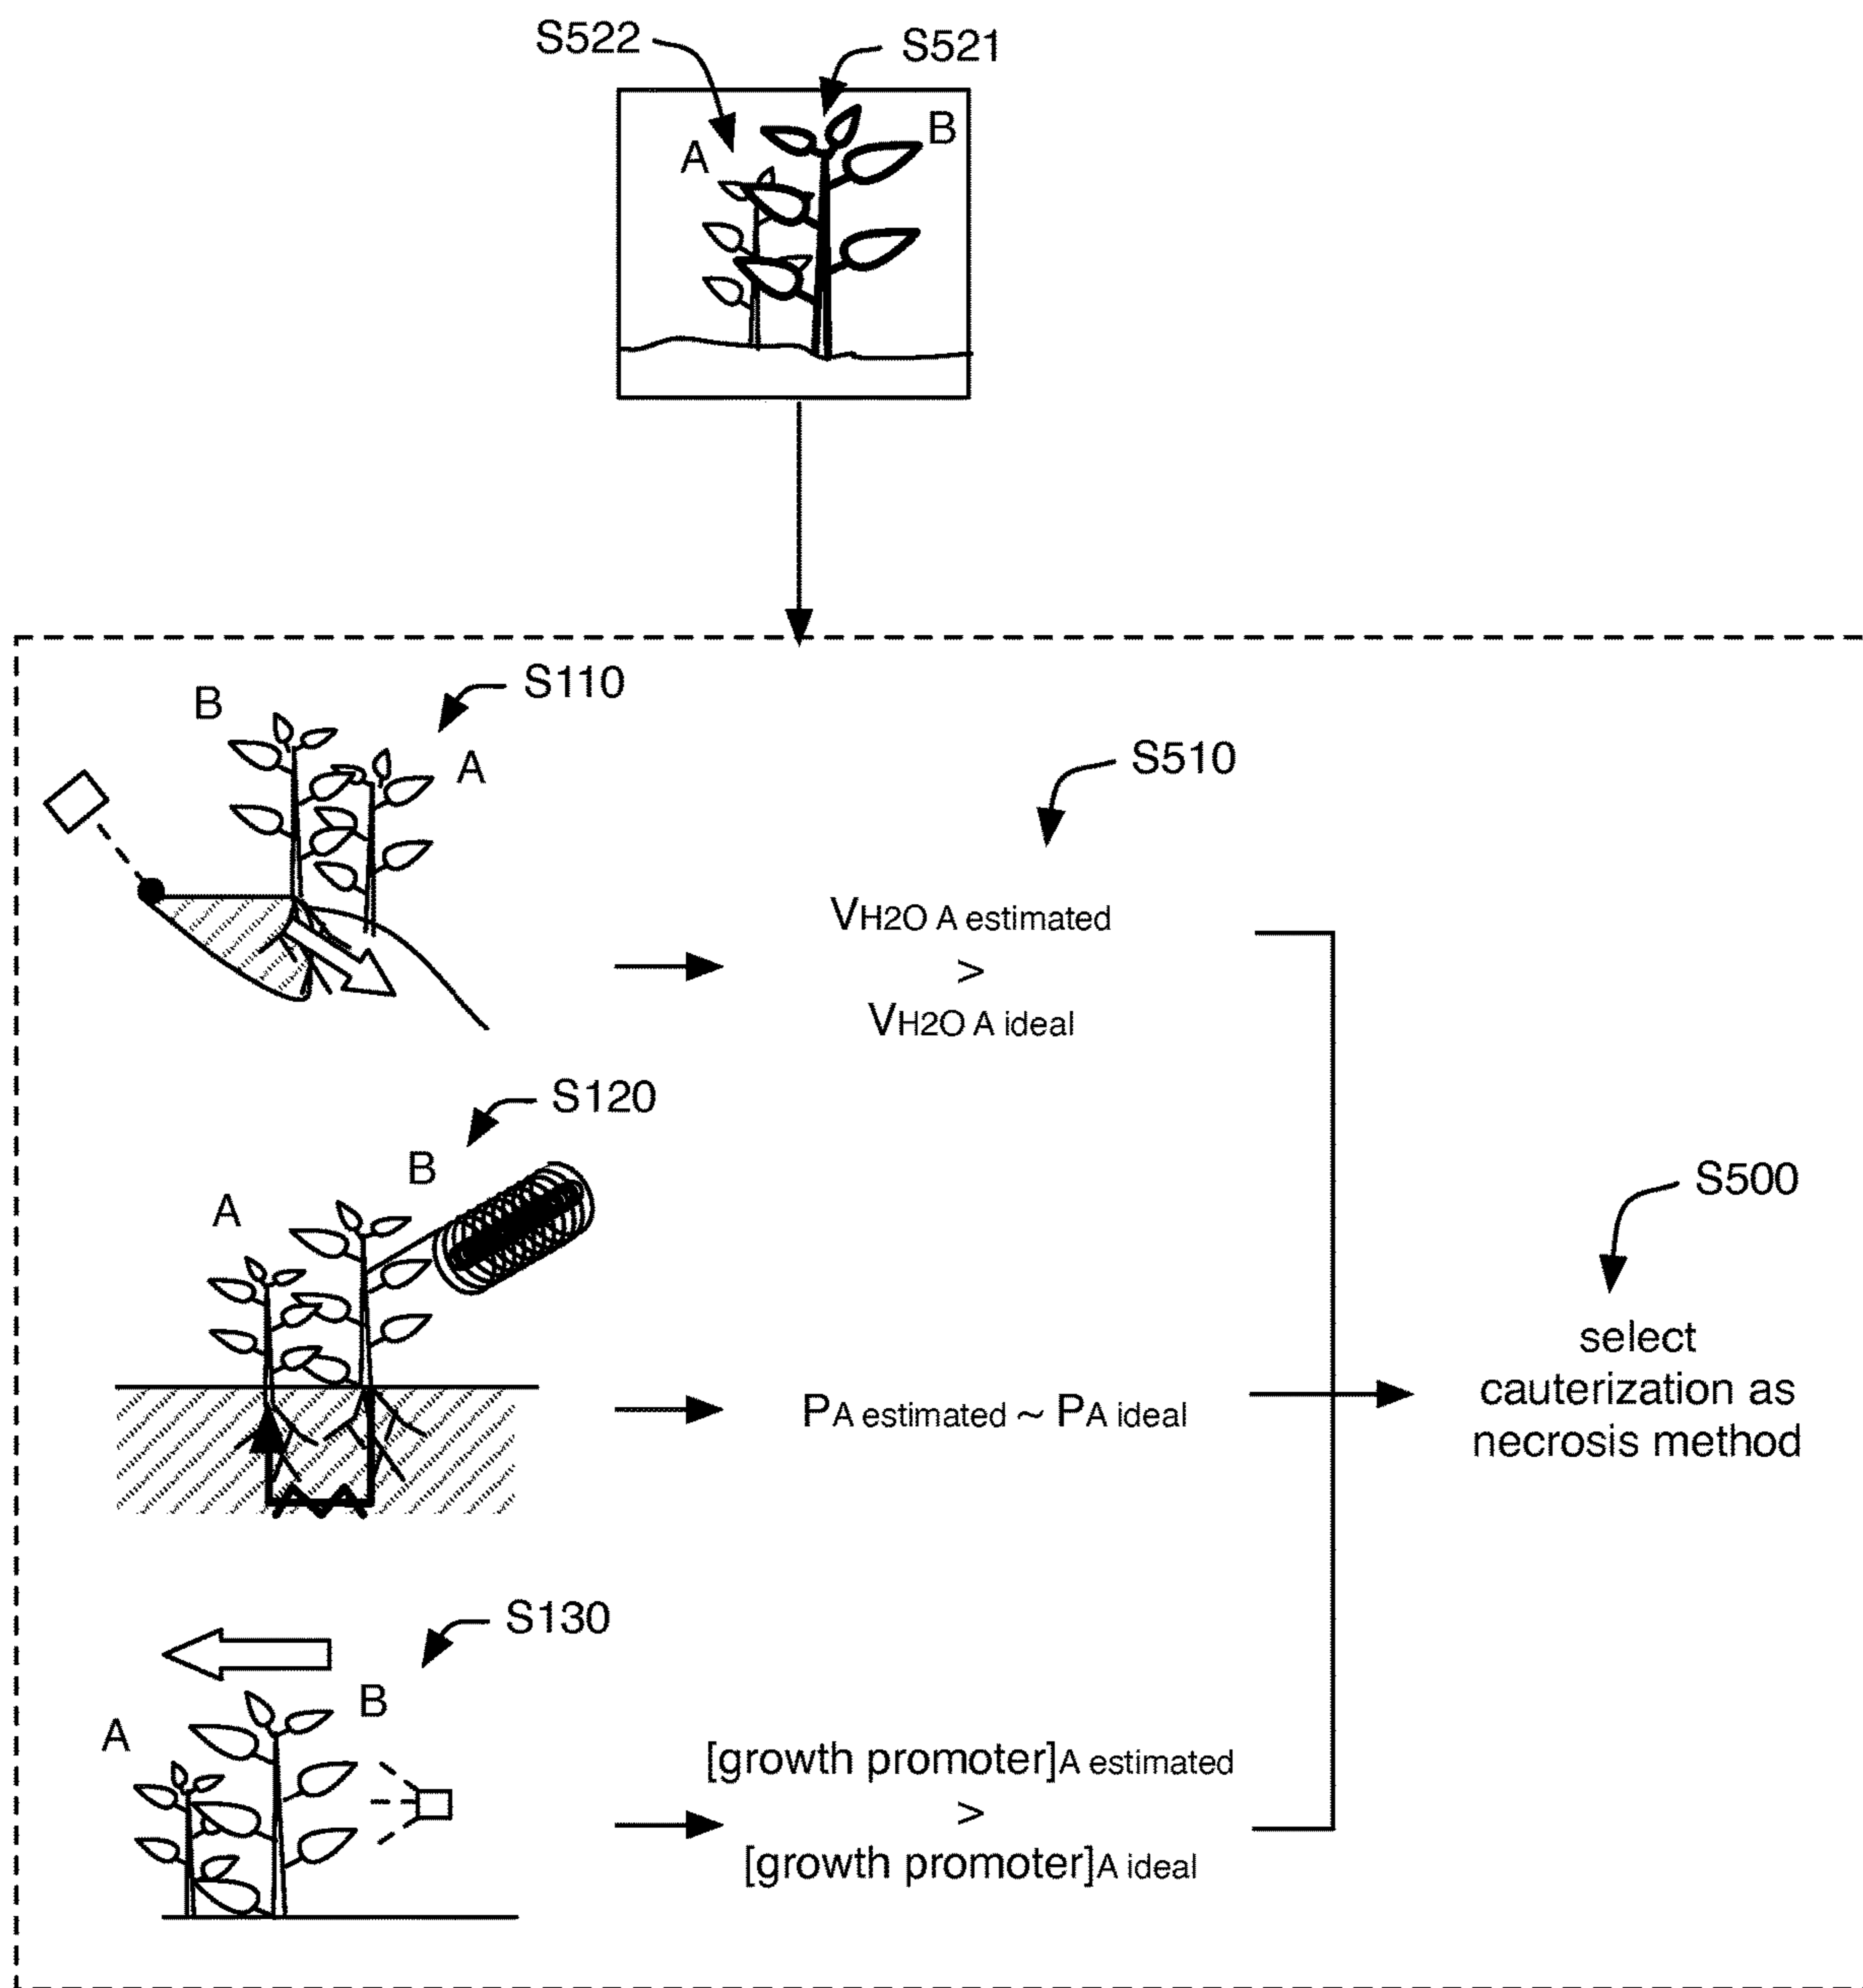 S522
S521
A
B
S110
B
A
S510
VH2O A estimated
>
VH2O A ideal
S120
B
A
S500
select
cauterization as
necrosis method
PA estimated ~ PA ideal
S130
B
A
[growth promoter]A estimated
>
[growth promoter]A ideal